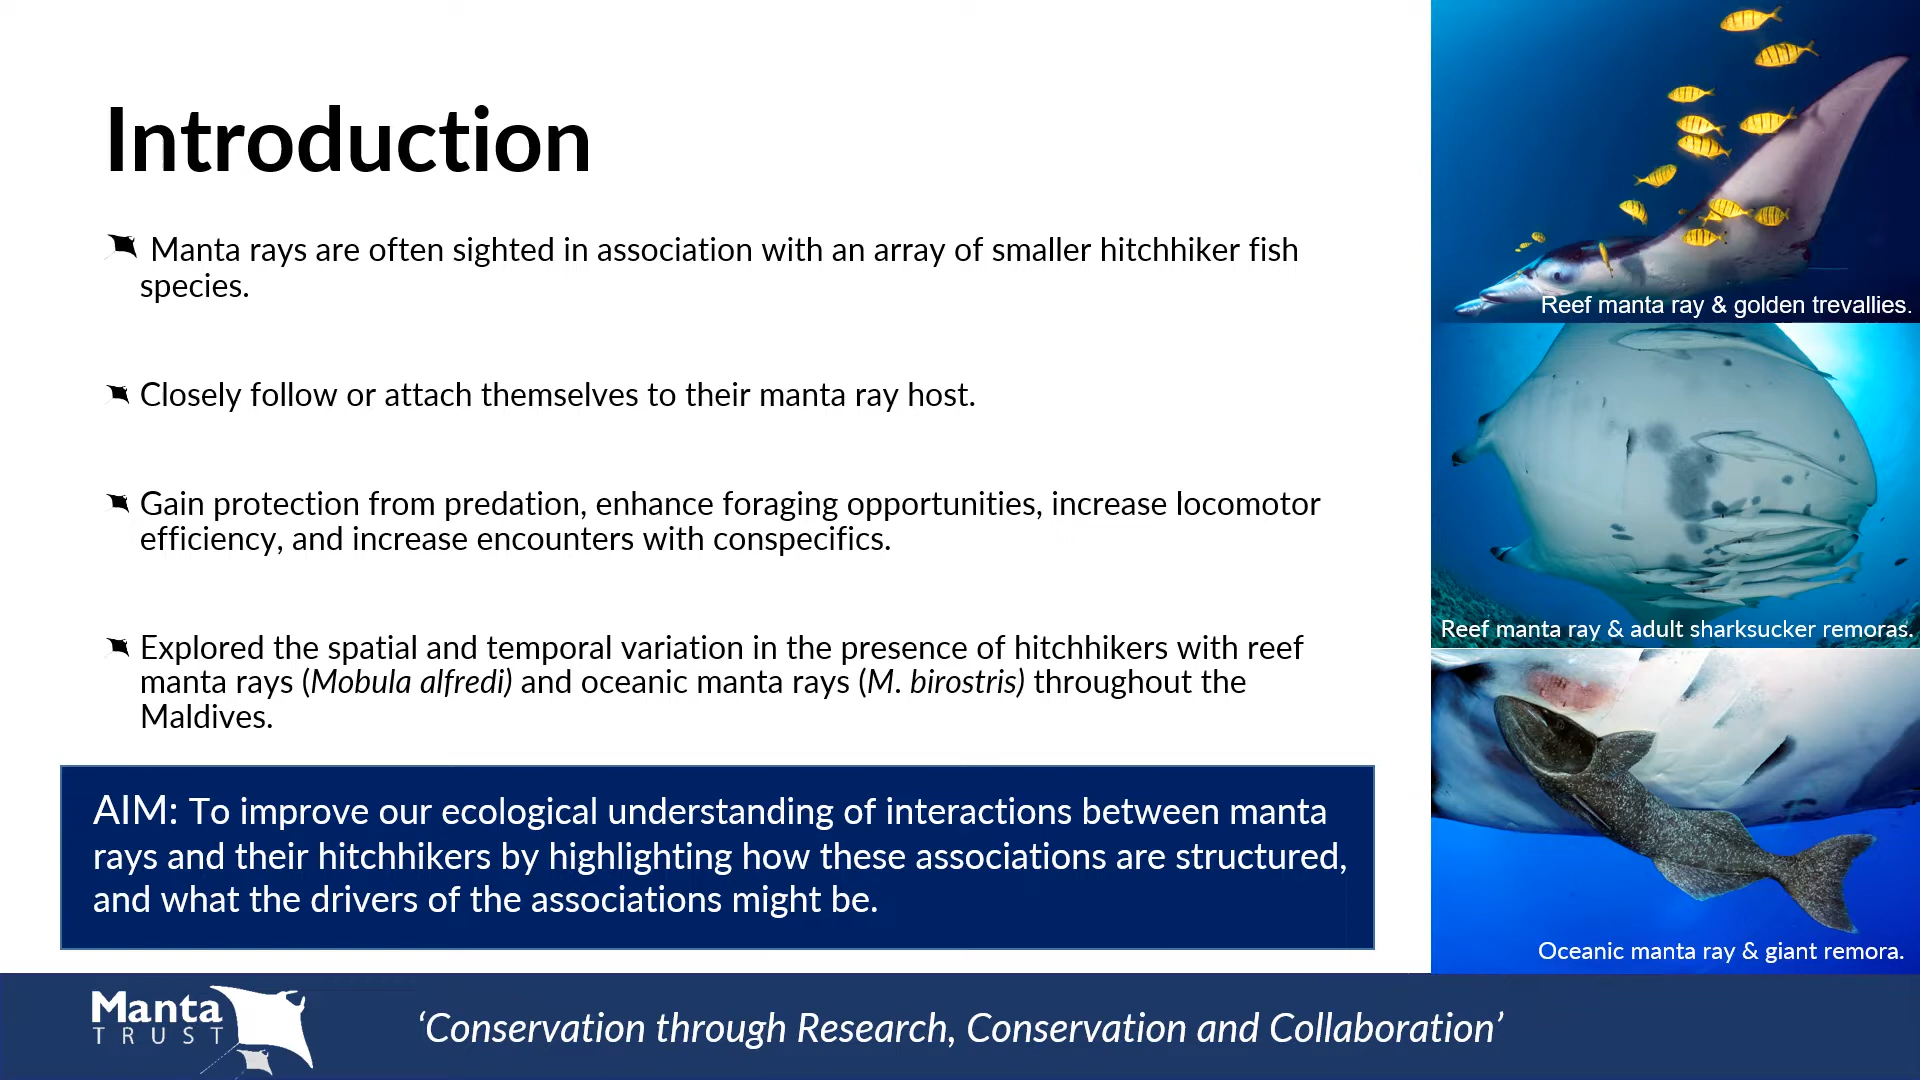 Introduction
Manta rays are often sighted in association with an array of smaller hitchhiker fish
species.
Closely follow or attach themselves to their manta ray host.
Gain protection from predation, enhance foraging opportunities, increase locomotor
efficiency, and increase encounters with conspecifics.
Explored the spatial and temporal variation in the presence of hitchhikers with reef
manta rays (Mobula alfredi) and oceanic manta rays (M. birostris) throughout the
Maldives.
AIM: To improve our ecological understanding of interactions between manta
rays and their hitchhikers by highlighting how these associations are structured,
and what the drivers of the associations might be.
Reef manta ray & golden trevallies.
Reef manta ray & adult sharksucker remoras.
Oceanic manta ray & giant remora.
Manta
TRUST
‘Conservation through Research, Conservation and Collaboration’